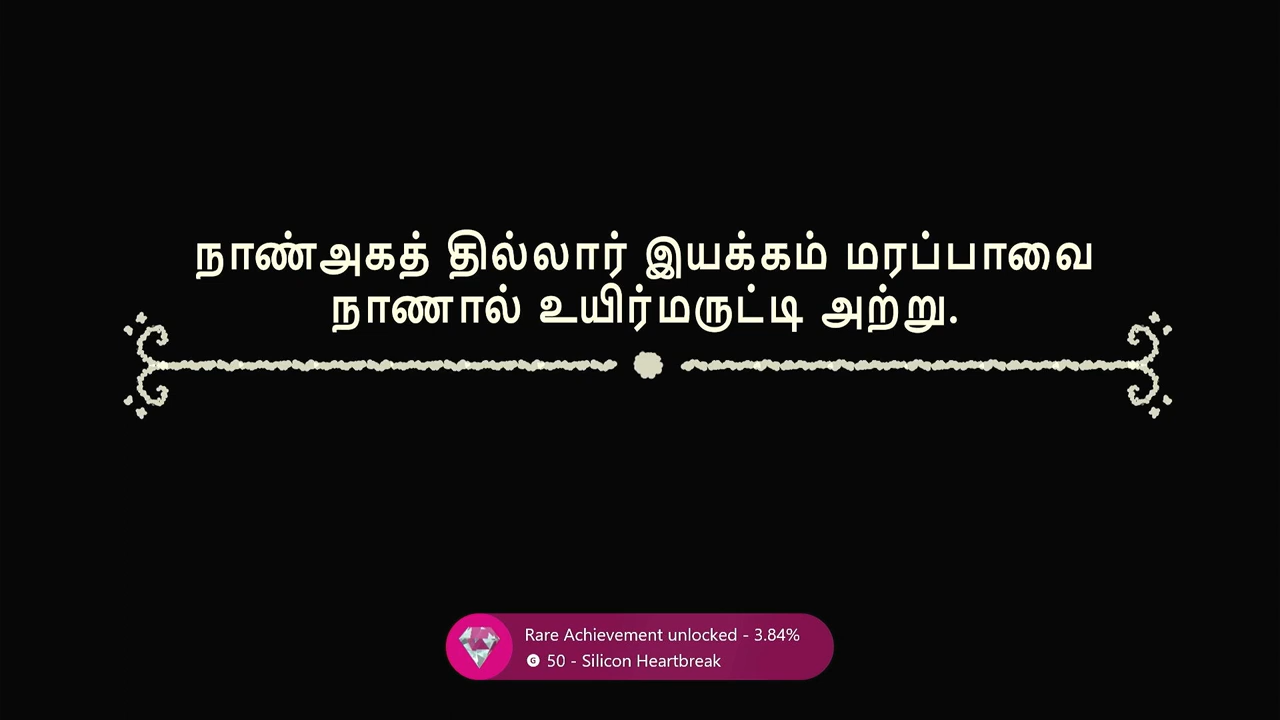 நாண்அகத் தில்லார் இயக்கம் மரப்பாவை
நாணால் உயிர்மருட்டி அற்று.
Rare Achievement unlocked - 3.84%
G 50 - Silicon Heartbreak